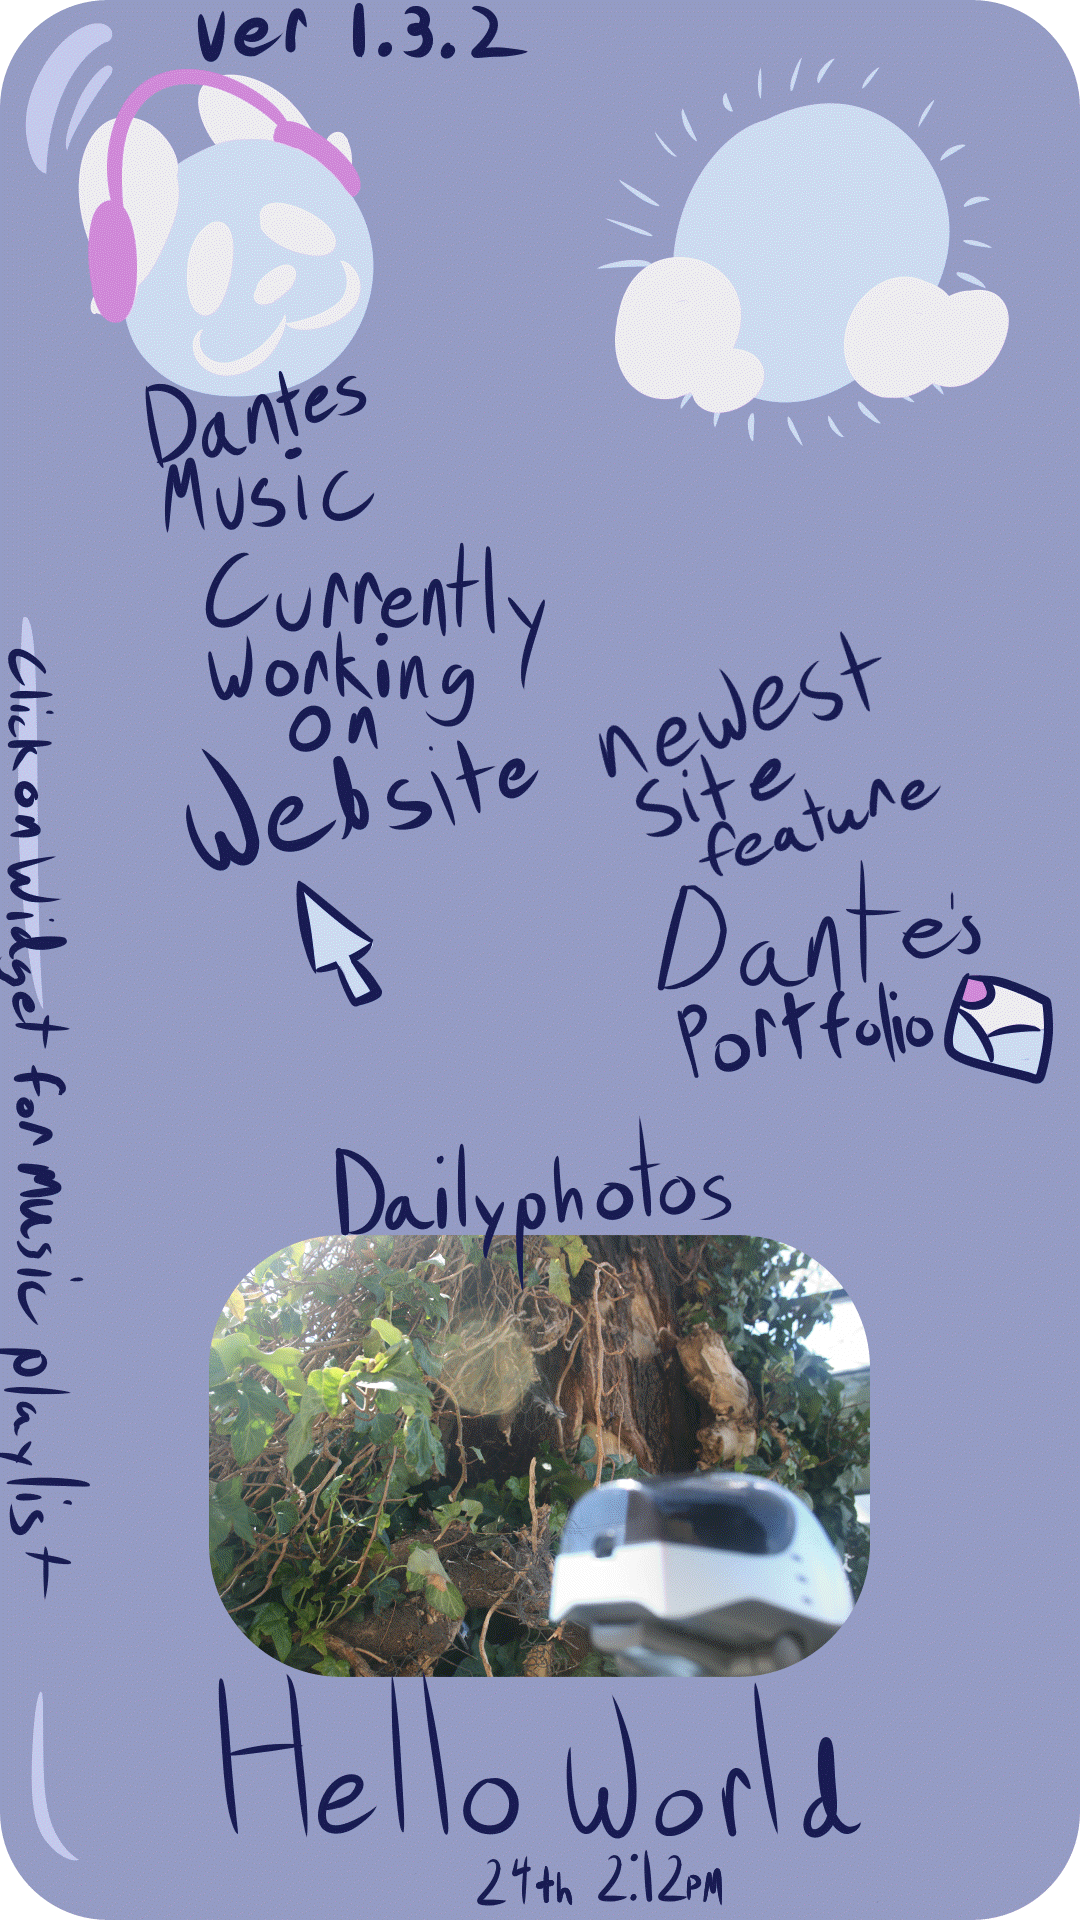 ver 1.3.2
Dantes
Music
Currently
Working
on
Website
newest
site
feature
Dante's
Portfolio
Click on Widget for Music playlist
Dailyphotos
Hello World
24th 2:12PM